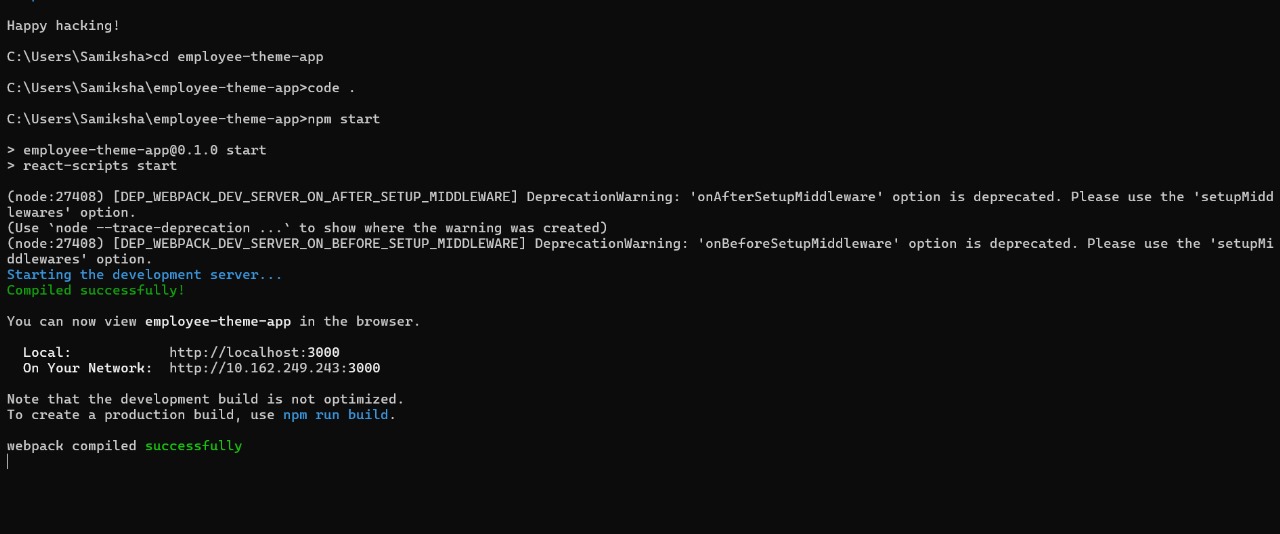 Happy hacking!
C:\Users\Samiksha>cd employee-theme-app
C:\Users\Samiksha\employee-theme-app>code .
C:\Users\Samiksha\employee-theme-app>npm start
> employee-theme-app@0.1.0 start
> react-scripts start
(node:27408) [DEP_WEBPACK_DEV_SERVER_ON_AFTER_SETUP_MIDDLEWARE] DeprecationWarning: 'onAfterSetupMiddleware' option is deprecated. Please use the 'setupMidd
lewares' option.
(Use `node --trace-deprecation ...` to show where the warning was created)
(node:27408) [DEP_WEBPACK_DEV_SERVER_ON_BEFORE_SETUP_MIDDLEWARE] DeprecationWarning: 'onBeforeSetupMiddleware' option is deprecated. Please use the 'setupMi
ddlewares' option.
Starting the development server...
Compiled successfully!
You can now view employee-theme-app in the browser.
Local: http://localhost:3000
On Your Network: http://10.162.249.243:3000
Note that the development build is not optimized.
To create a production build, use npm run build.
webpack compiled successfully